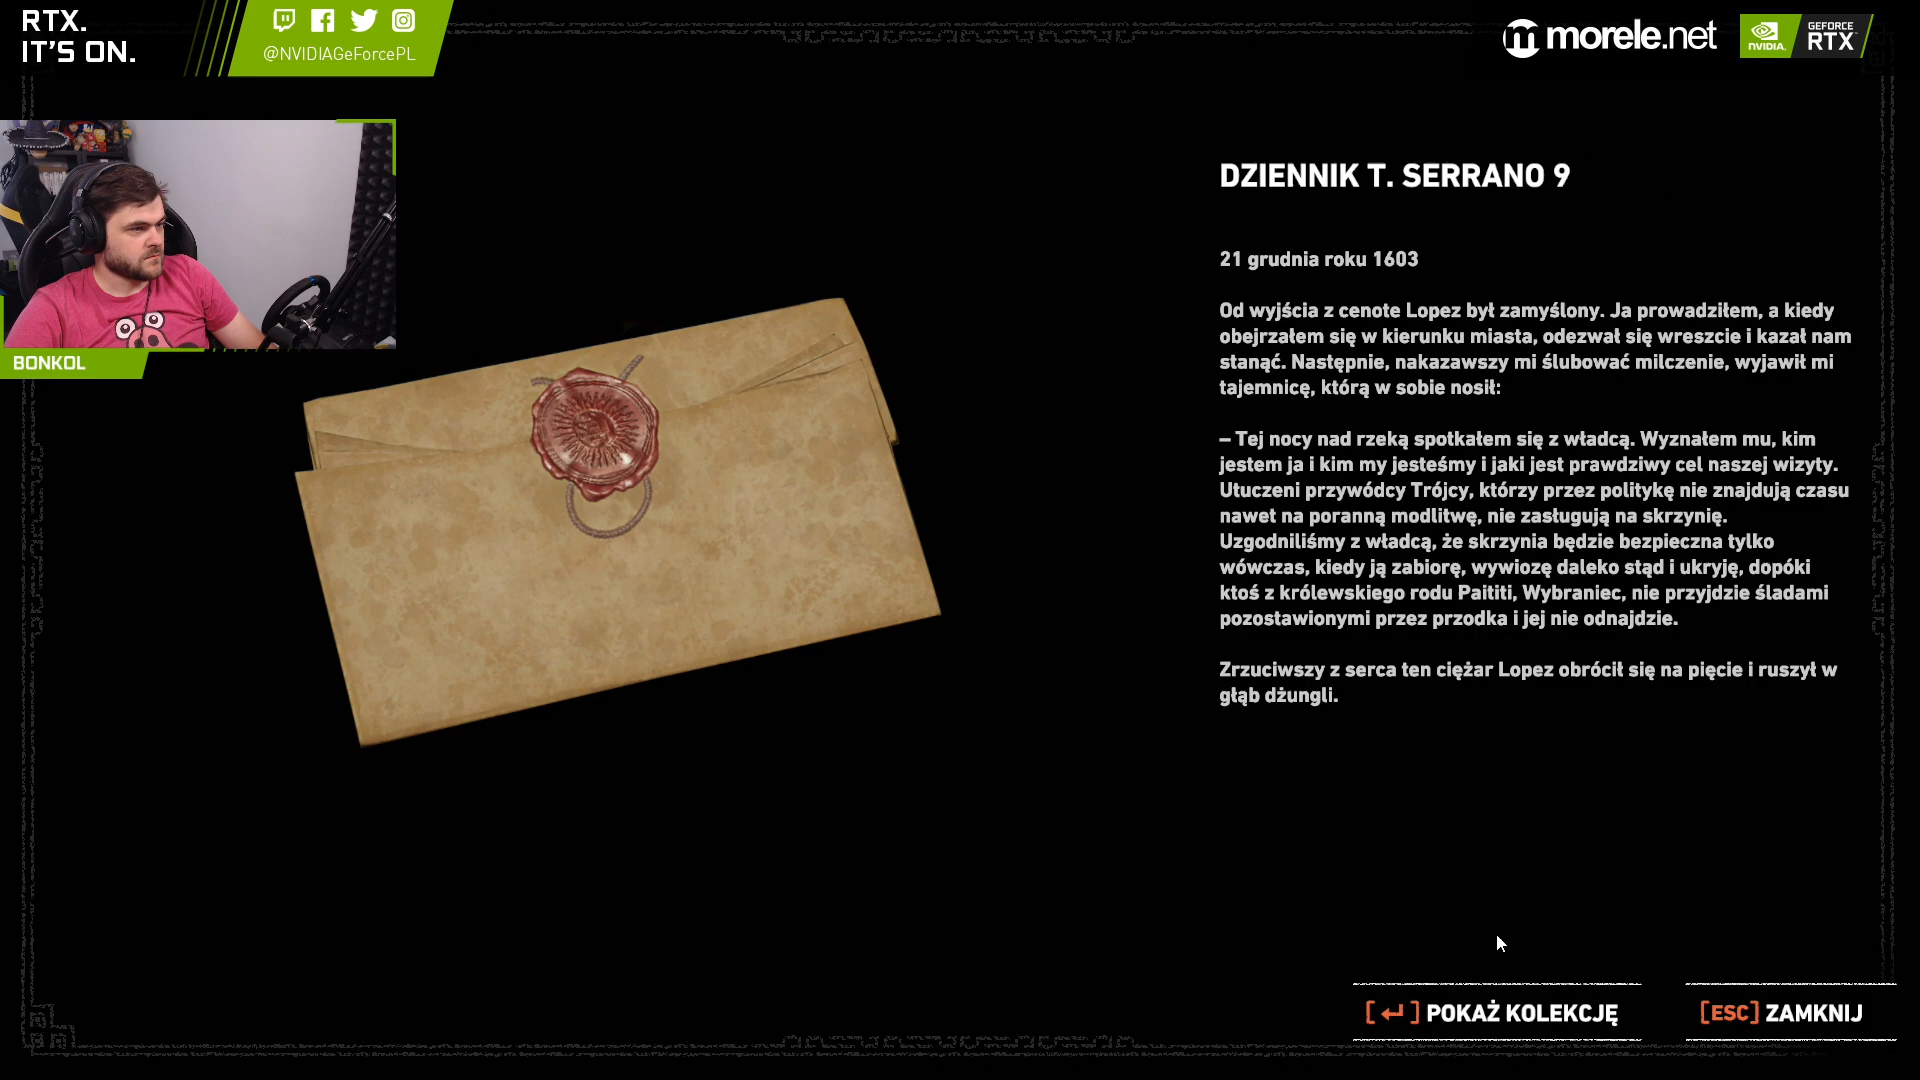 RTX.
IT'S ON.
@NVIDIAGeForcePL
morele.net
NVIDIA.
GEFORCE
RTX
BONKOL
DZIENNIK T. SERRANO 9
21 grudnia roku 1603
Od wyjścia z cenote Lopez był zamyślony. Ja prowadziłem, a kiedy
obejrzałem się w kierunku miasta, odezwał się wreszcie i kazał nam
stanąć. Następnie, nakazawszy mi ślubować milczenie, wyjawił mi
tajemnicę, którą w sobie nosił:
– Tej nocy nad rzeką spotkałem się z władcą. Wyznałem mu, kim
jestem ja i kim my jesteśmy i jaki jest prawdziwy cel naszej wizyty.
Utuczeni przywódcy Trójcy, którzy przez politykę nie znajdują czasu
nawet na poranną modlitwę, nie zasługują na skrzynię.
Uzgodniliśmy z władcą, że skrzynia będzie bezpieczna tylko
wówczas, kiedy ją zabiorę, wywiozę daleko stąd i ukryję, dopóki
ktoś z królewskiego rodu Paititi, Wybraniec, nie przyjdzie śladami
pozostawionymi przez przodka i jej nie odnajdzie.
Zrzuciwszy z serca ten ciężar Lopez obrócił się na pięcie i ruszył w
głąb dżungli.
[↵] POKAŻ KOLEKCJĘ
[ESC] ZAMKNIJ